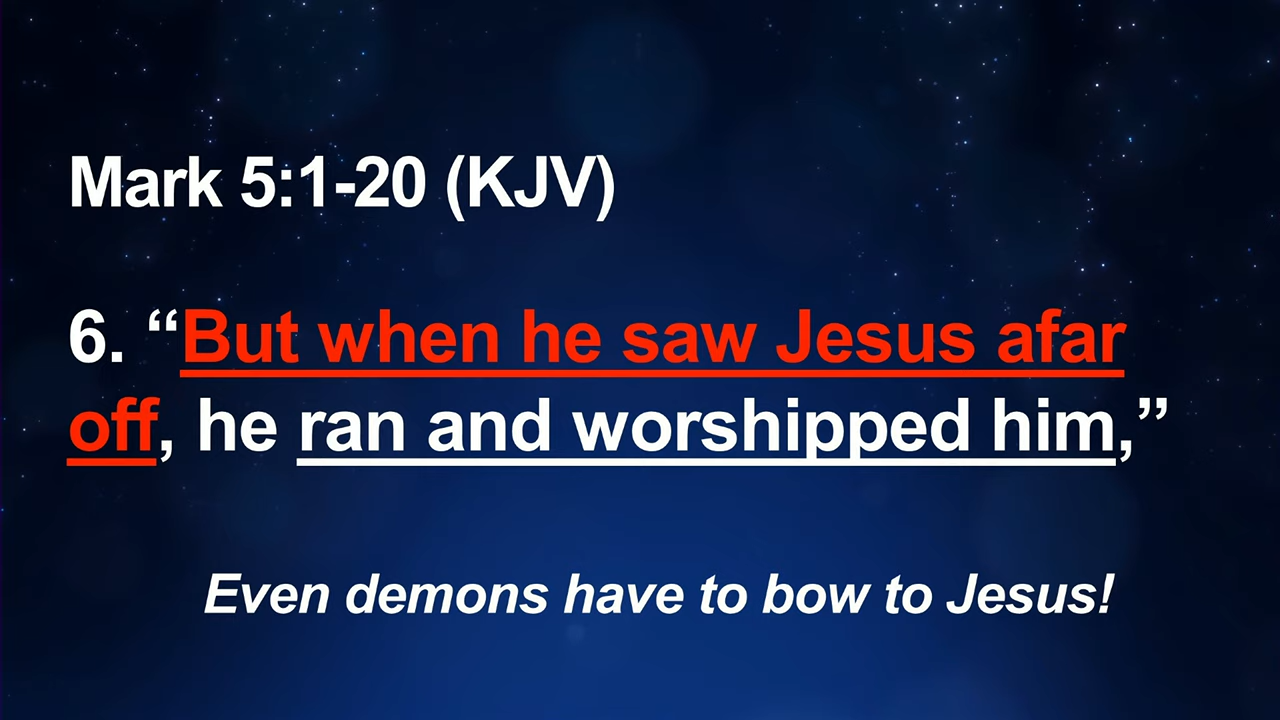 Mark 5:1-20 (KJV)
6. “But when he saw Jesus afar
off, he ran and worshipped him,”
Even demons have to bow to Jesus!